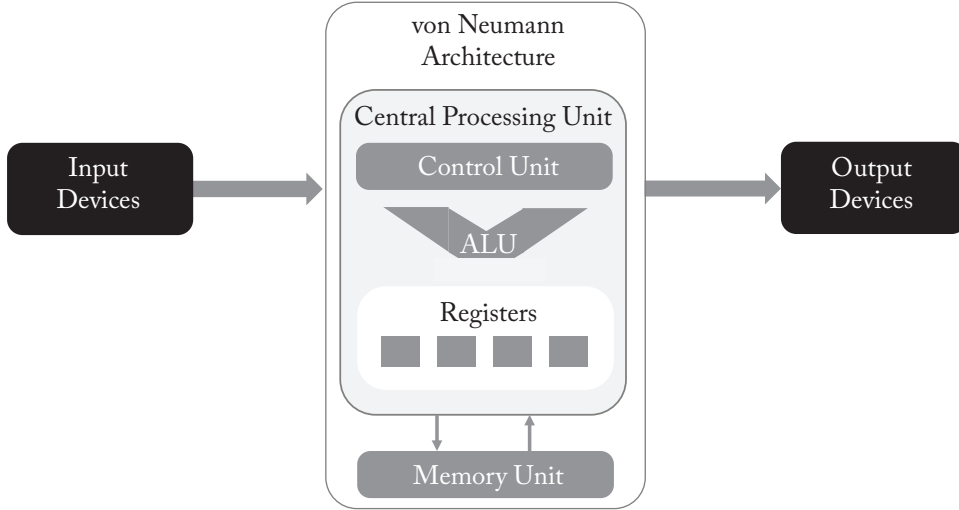 von Neumann
Architecture
Central Processing Unit
Input
Devices
Control Unit
Output
Devices
ALU
Registers
Memory Unit